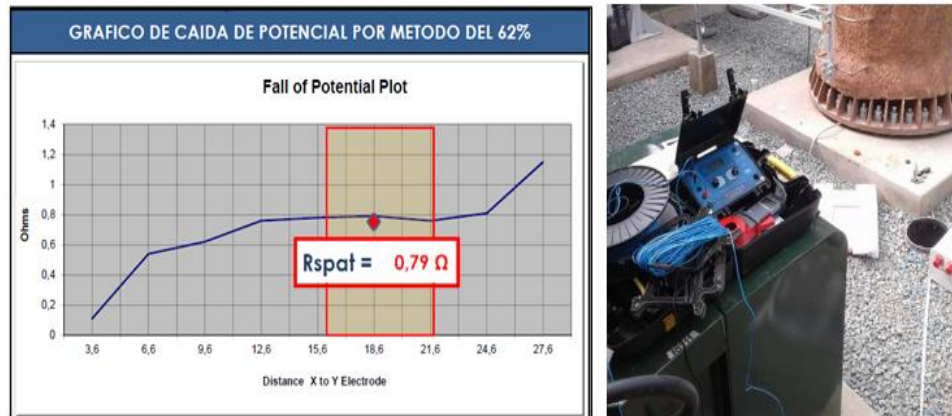 GRAFICO DE CAIDA DE POTENCIAL POR METODO DEL 62%
Fall of Potential Plot
1,4
1,2
1
0,8
0,6
0,4
0,2
0
Ohms
Rspat = 0,79 Ω
3,6 6,6 9,6 12,6 15,6 18,6 21,6 24,6 27,6
Distance X to Y Electrode